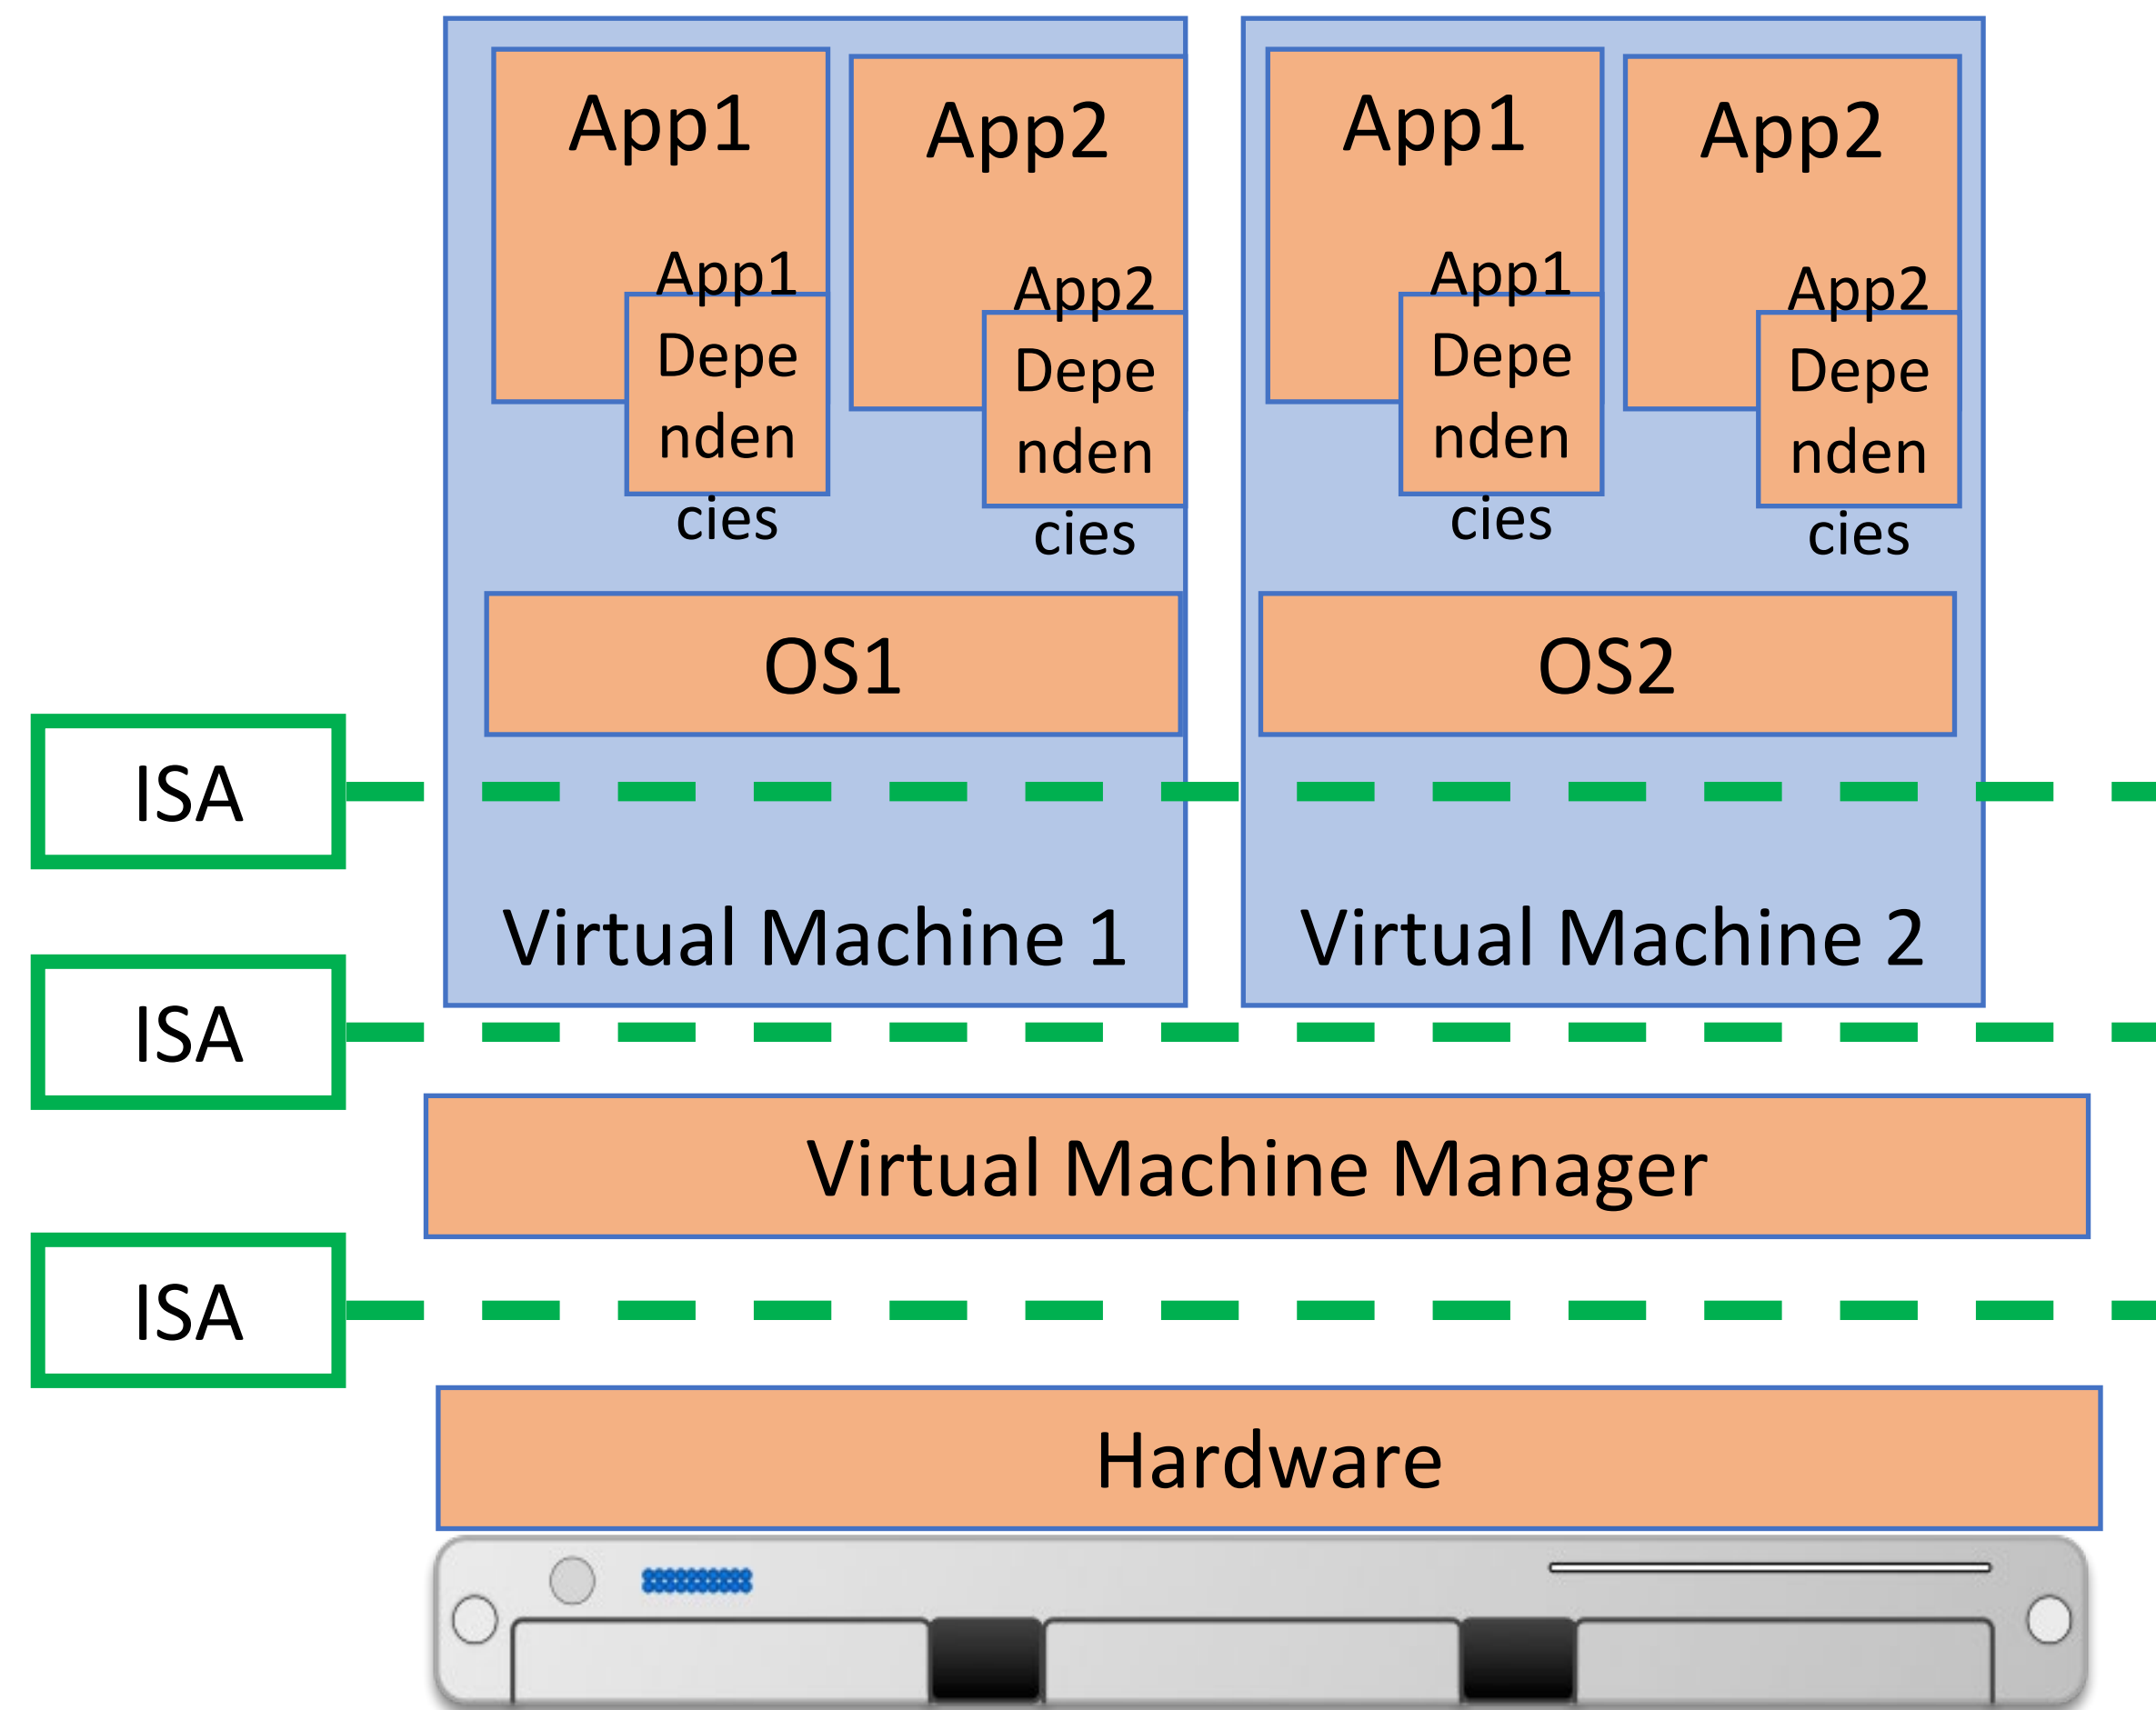 App1
App2
App1
App2
App1
Depe
nden
cies
App2
Depe
nden
cies
App1
Depe
nden
cies
App2
Depe
nden
cies
OS1
OS2
ISA
Virtual Machine 1
Virtual Machine 2
ISA
Virtual Machine Manager
ISA
Hardware